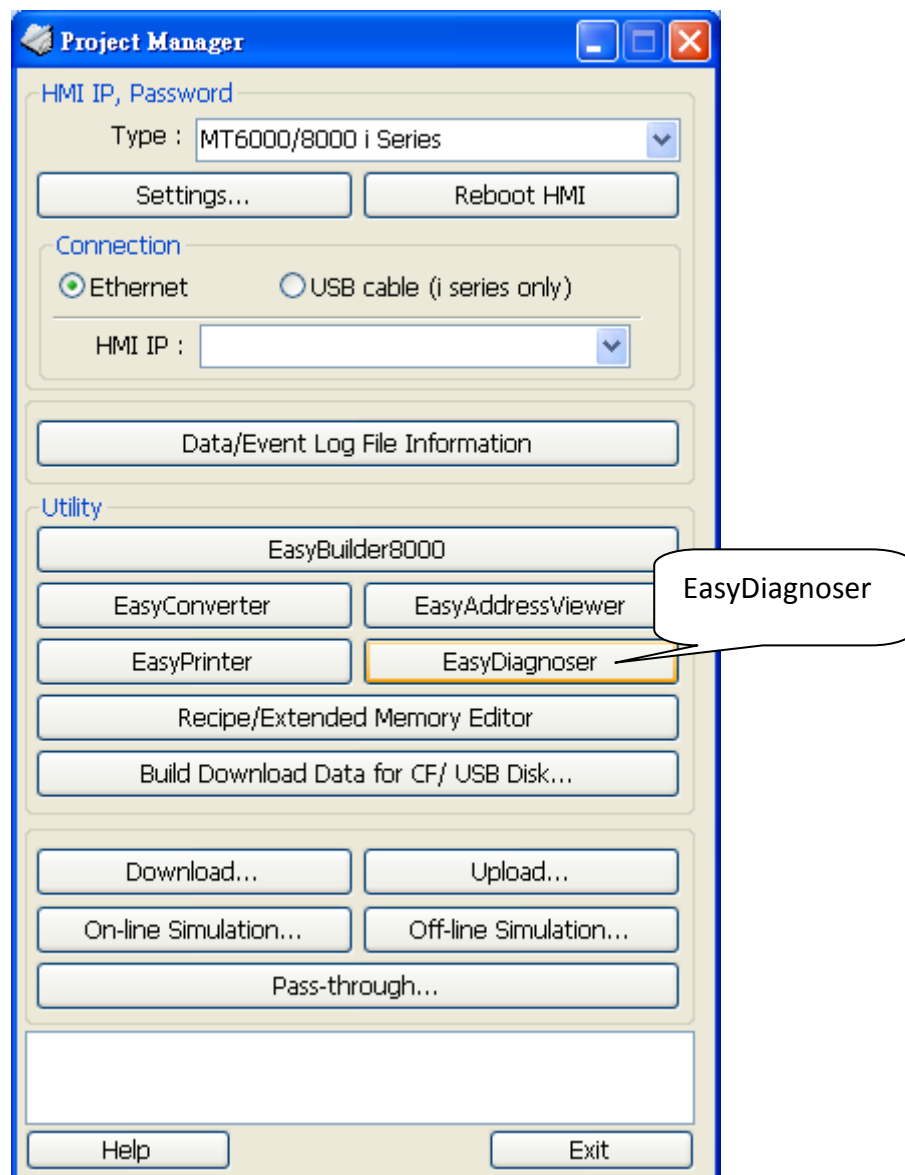 Project Manager
HMI IP, Password
Type : MT6000/8000 i Series
Settings... Reboot HMI
Connection
Ethernet USB cable (i series only)
HMI IP :
Data/Event Log File Information
Utility
EasyBuilder8000
EasyConverter EasyAddressViewer
EasyDiagnoser
EasyPrinter EasyDiagnoser
Recipe/Extended Memory Editor
Build Download Data for CF/ USB Disk...
Download... Upload...
On-line Simulation... Off-line Simulation...
Pass-through...
Help Exit